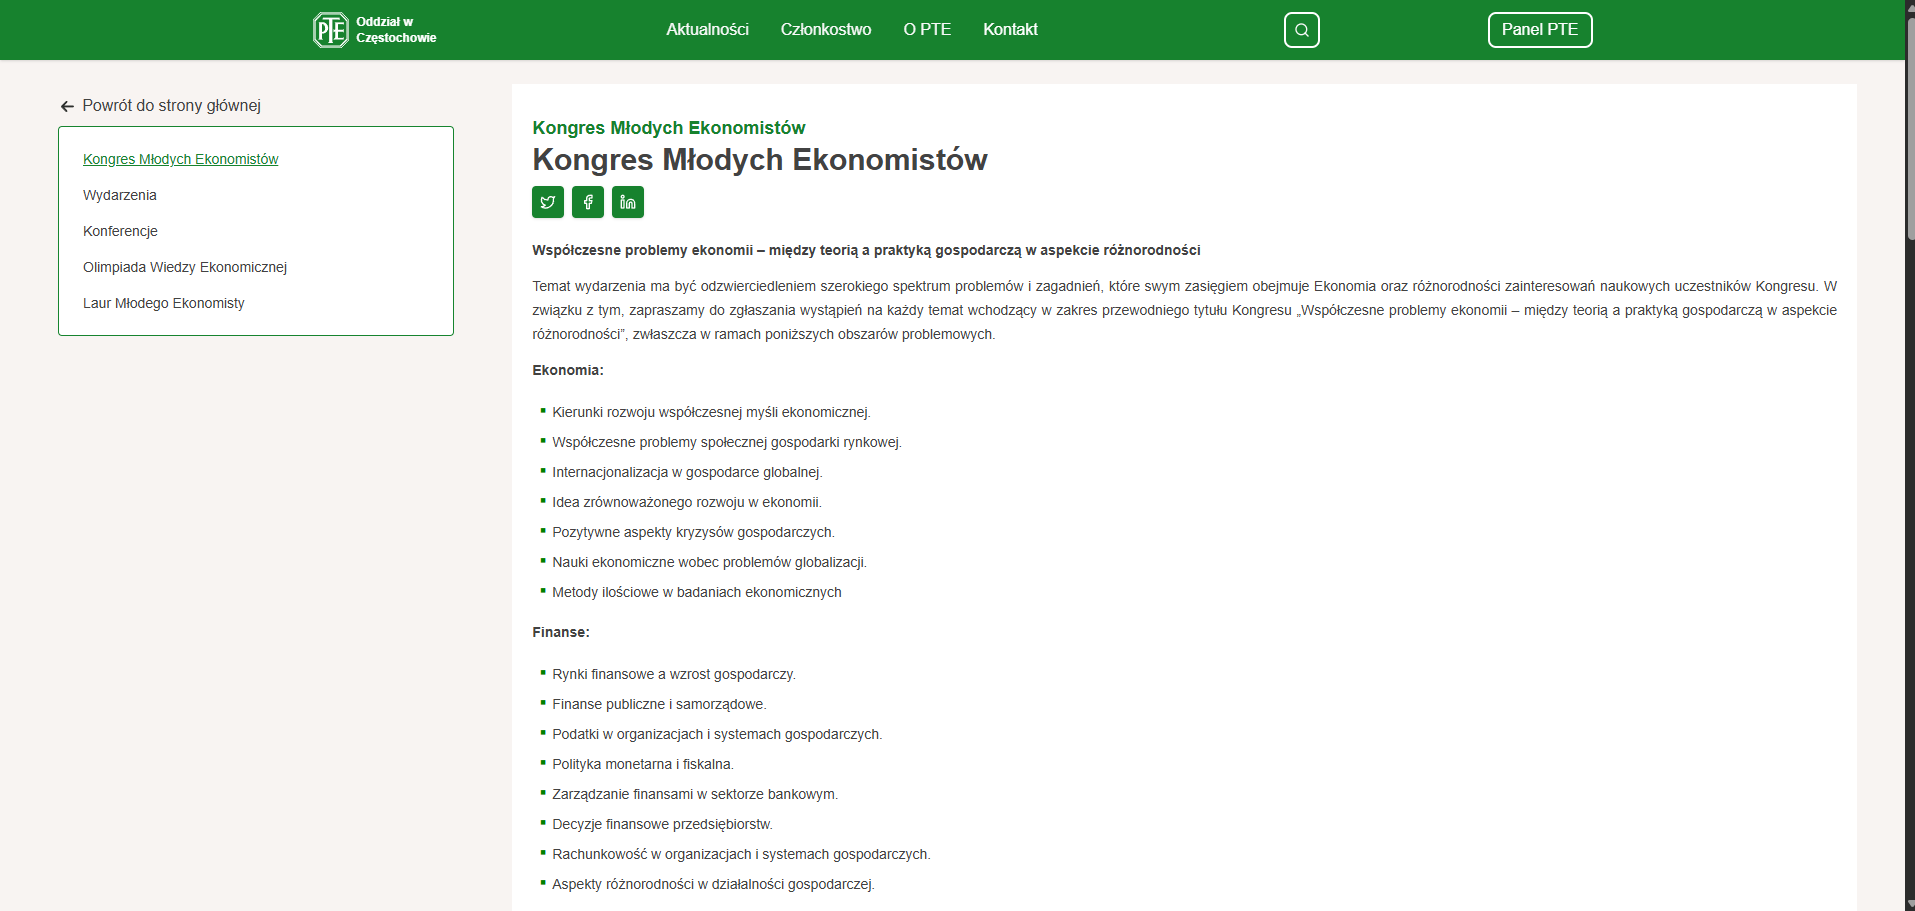 PTE
Oddział w
Częstochowie
Aktualności
Członkostwo
O PTE
Kontakt
Panel PTE
Powrót do strony głównej
Kongres Młodych Ekonomistów
Wydarzenia
Konferencje
Olimpiada Wiedzy Ekonomicznej
Laur Młodego Ekonomisty
Kongres Młodych Ekonomistów
Kongres Młodych Ekonomistów
Współczesne problemy ekonomii – między teorią a praktyką gospodarczą w aspekcie różnorodności
Temat wydarzenia ma być odzwierciedleniem szerokiego spektrum problemów i zagadnień, które swym zasięgiem obejmuje Ekonomia oraz różnorodności zainteresowań naukowych uczestników Kongresu. W
związku z tym, zapraszamy do zgłaszania wystąpień na każdy temat wchodzący w zakres przewodniego tytułu Kongresu „Współczesne problemy ekonomii – między teorią a praktyką gospodarczą w aspekcie
różnorodności”, zwłaszcza w ramach poniższych obszarów problemowych.
Ekonomia:
Kierunki rozwoju współczesnej myśli ekonomicznej.
Współczesne problemy społecznej gospodarki rynkowej.
Internacjonalizacja w gospodarce globalnej.
Idea zrównoważonego rozwoju w ekonomii.
Pozytywne aspekty kryzysów gospodarczych.
Nauki ekonomiczne wobec problemów globalizacji.
Metody ilościowe w badaniach ekonomicznych
Finanse:
Rynki finansowe a wzrost gospodarczy.
Finanse publiczne i samorządowe.
Podatki w organizacjach i systemach gospodarczych.
Polityka monetarna i fiskalna.
Zarządzanie finansami w sektorze bankowym.
Decyzje finansowe przedsiębiorstw.
Rachunkowość w organizacjach i systemach gospodarczych.
Aspekty różnorodności w działalności gospodarczej.